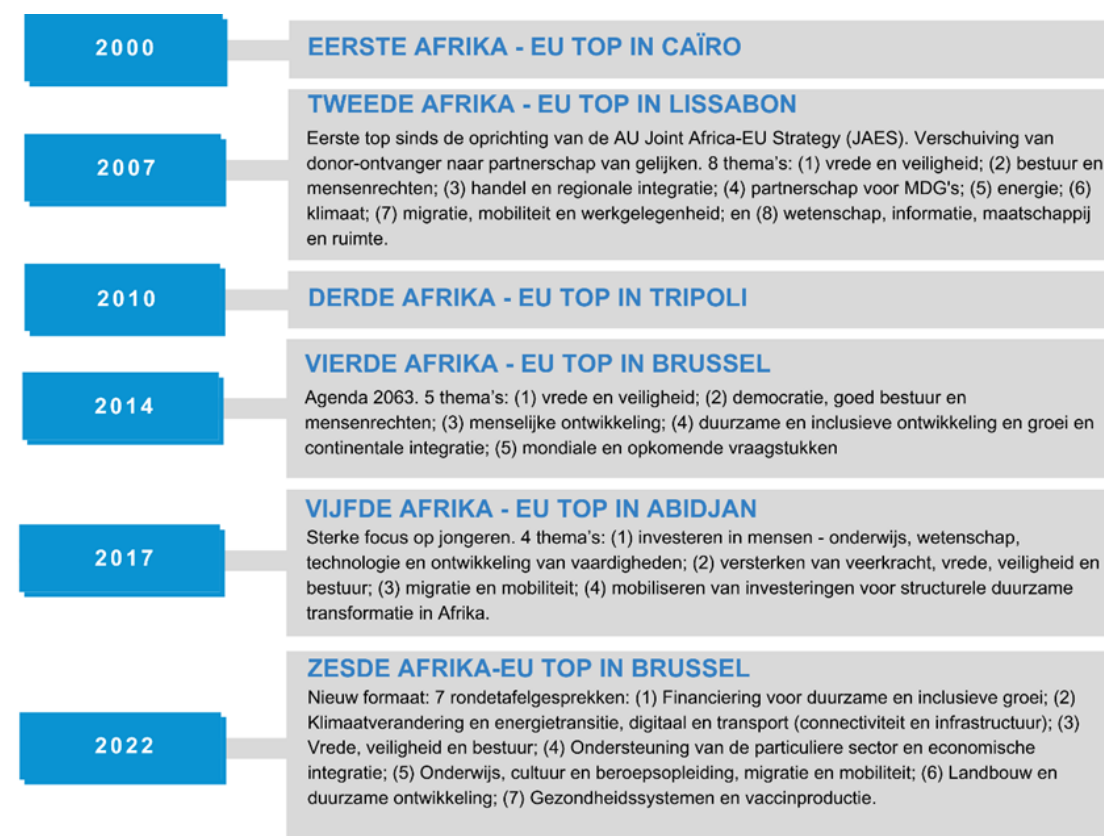 2000
EERSTE AFRIKA - EU TOP IN CAÏRO
2007
TWEEDE AFRIKA - EU TOP IN LISSABON
Eerste top sinds de oprichting van de AU Joint Africa-EU Strategy (JAES). Verschuiving van
donor-ontvanger naar partnerschap van gelijken. 8 thema's: (1) vrede en veiligheid; (2) bestuur en
mensenrechten; (3) handel en regionale integratie; (4) partnerschap voor MDG's; (5) energie; (6)
klimaat; (7) migratie, mobiliteit en werkgelegenheid; en (8) wetenschap, informatie, maatschappij
en ruimte.
2010
DERDE AFRIKA - EU TOP IN TRIPOLI
2014
VIERDE AFRIKA - EU TOP IN BRUSSEL
Agenda 2063. 5 thema's: (1) vrede en veiligheid; (2) democratie, goed bestuur en
mensenrechten; (3) menselijke ontwikkeling; (4) duurzame en inclusieve ontwikkeling en groei en
continentale integratie; (5) mondiale en opkomende vraagstukken
2017
VIJFDE AFRIKA - EU TOP IN ABIDJAN
Sterke focus op jongeren. 4 thema's: (1) investeren in mensen - onderwijs, wetenschap,
technologie en ontwikkeling van vaardigheden; (2) versterken van veerkracht, vrede, veiligheid en
bestuur; (3) migratie en mobiliteit; (4) mobiliseren van investeringen voor structurele duurzame
transformatie in Afrika.
2022
ZESDE AFRIKA-EU TOP IN BRUSSEL
Nieuw formaat: 7 rondetafelgesprekken: (1) Financiering voor duurzame en inclusieve groei; (2)
Klimaatverandering en energietransitie, digitaal en transport (connectiviteit en infrastructuur); (3)
Vrede, veiligheid en bestuur; (4) Ondersteuning van de particuliere sector en economische
integratie; (5) Onderwijs, cultuur en beroepsopleiding, migratie en mobiliteit; (6) Landbouw en
duurzame ontwikkeling; (7) Gezondheidssystemen en vaccinproductie.